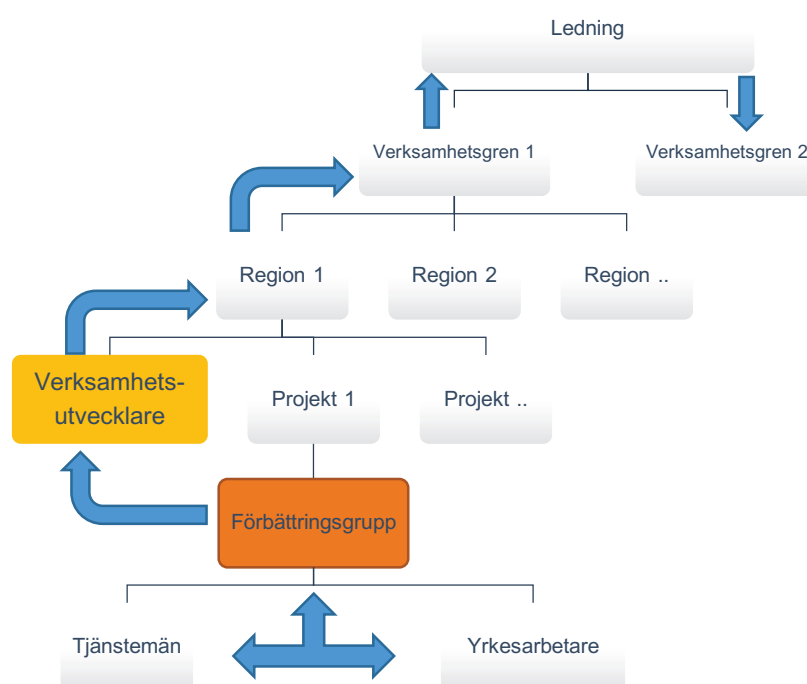 Ledning
Verksamhetsgren 1
Verksamhetsgren 2
Region 1
Region 2
Region ..
Verksamhets-
utvecklare
Projekt 1
Projekt ..
Förbättringsgrupp
Tjänstemän
Yrkesarbetare